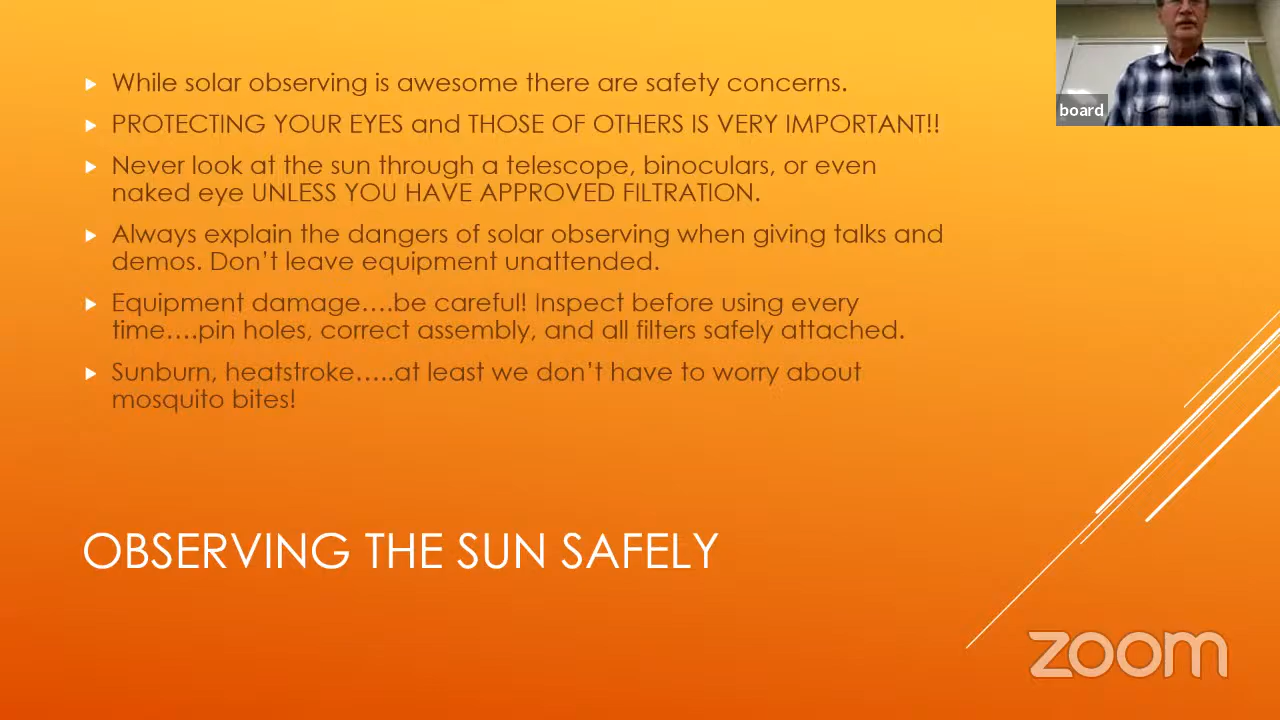 While solar observing is awesome there are safety concerns.
PROTECTING YOUR EYES and THOSE OF OTHERS IS VERY IMPORTANT!!
Never look at the sun through a telescope, binoculars, or even
naked eye UNLESS YOU HAVE APPROVED FILTRATION.
Always explain the dangers of solar observing when giving talks and
demos. Don't leave equipment unattended.
Equipment damage....be careful! Inspect before using every
time....pin holes, correct assembly, and all filters safely attached.
Sunburn, heatstroke.....at least we don't have to worry about
mosquito bites!
OBSERVING THE SUN SAFELY
board
zoom